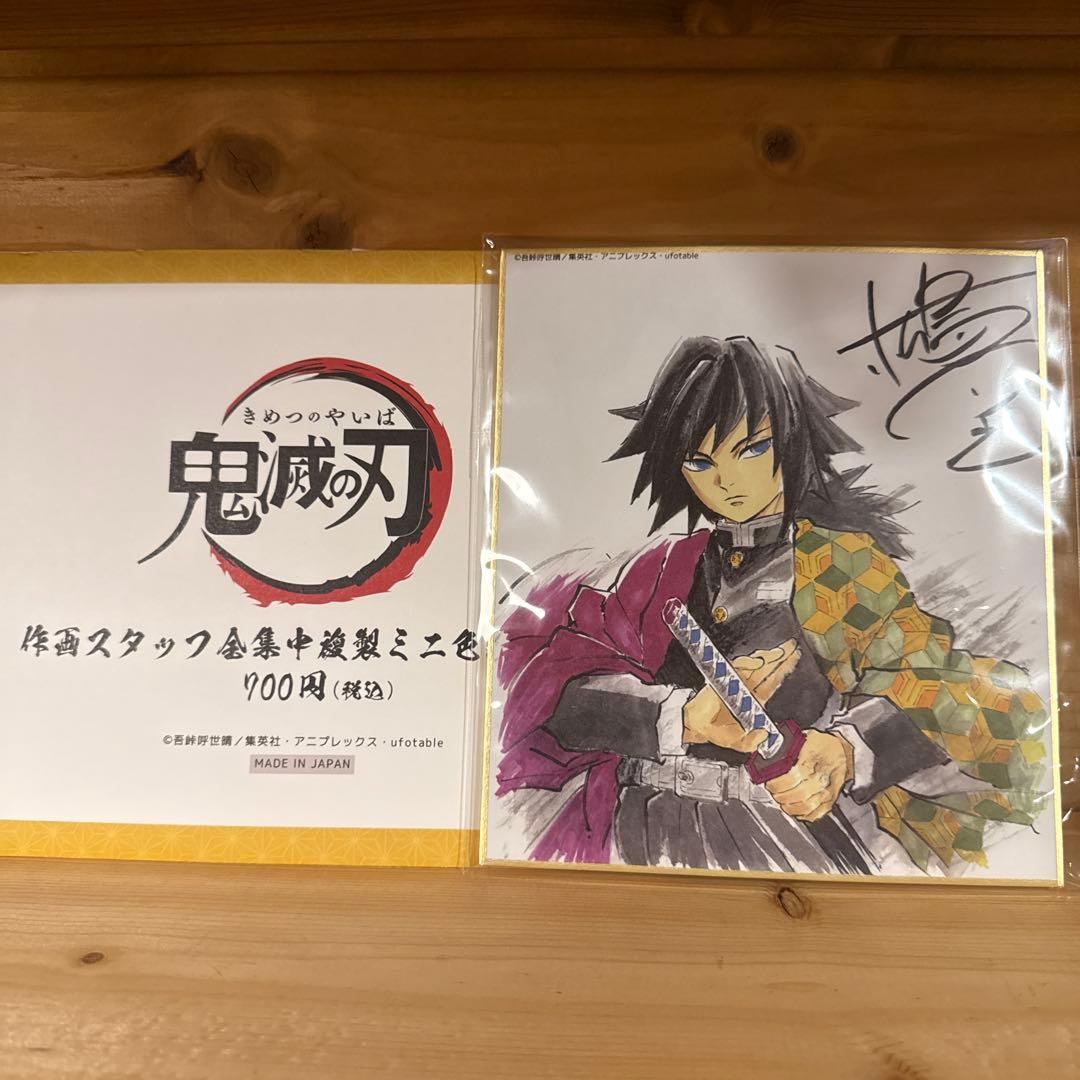 きめつのやいば
鬼滅の刃
作画スタッフ全集中複製ミニ色
700円(税込)
©吾峠呼世晴/集英社・アニプレックス・ufotable
MADE IN JAPAN
©吾峠呼世晴/集英社・アニプレックス・ufotable